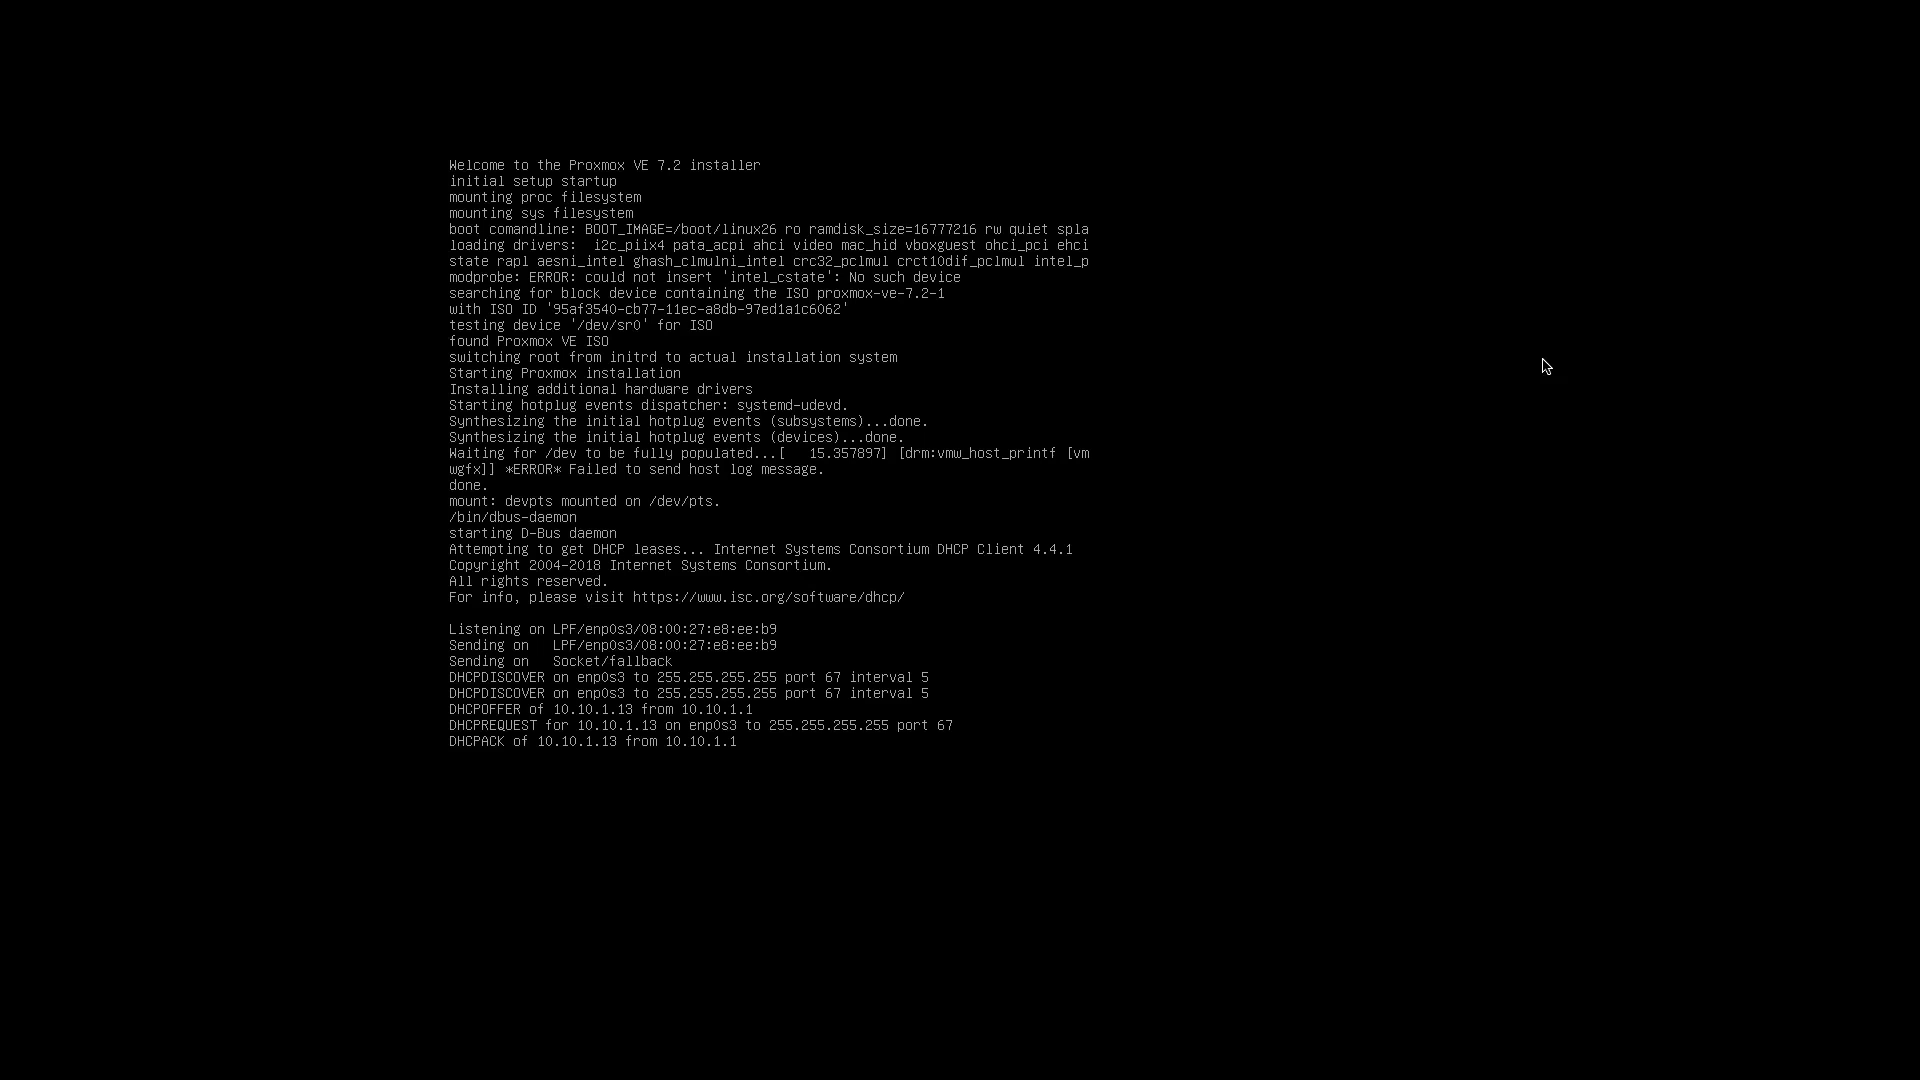 Welcome to the Proxmox VE 7.2 installer
initial setup startup
mounting proc filesystem
mounting sys filesystem
boot comandline: BOOT_IMAGE=/boot/linux26 ro ramdisk_size=16777216 rw quiet spla
loading drivers:  i2c_piix4 pata_acpi ahci video mac_hid vboxguest ohci_pci ehci
state rapl aesni_intel ghash_clmulni_intel crc32_pclmul crct10dif_pclmul intel_p
modprobe: ERROR: could not insert 'intel_cstate': No such device
searching for block device containing the ISO proxmox-ve-7.2-1
with ISO ID '95af3540-cb77-11ec-a8db-97ed1a1c6062'
testing device '/dev/sr0' for ISO
found Proxmox VE ISO
switching root from initrd to actual installation system
Starting Proxmox installation
Installing additional hardware drivers
Starting hotplug events dispatcher: systemd-udevd.
Synthesizing the initial hotplug events (subsystems)...done.
Synthesizing the initial hotplug events (devices)...done.
Waiting for /dev to be fully populated...[   15.357897] [drm:vmw_host_printf [vm
wgfx]] *ERROR* Failed to send host log message.
done.
mount: devpts mounted on /dev/pts.
/bin/dbus-daemon
starting D-Bus daemon
Attempting to get DHCP leases... Internet Systems Consortium DHCP Client 4.4.1
Copyright 2004-2018 Internet Systems Consortium.
All rights reserved.
For info, please visit https://www.isc.org/software/dhcp/
Listening on LPF/enp0s3/08:00:27:e8:ee:b9
Sending on   LPF/enp0s3/08:00:27:e8:ee:b9
Sending on   Socket/fallback
DHCPDISCOVER on enp0s3 to 255.255.255.255 port 67 interval 5
DHCPDISCOVER on enp0s3 to 255.255.255.255 port 67 interval 5
DHCPOFFER of 10.10.1.13 from 10.10.1.1
DHCPREQUEST for 10.10.1.13 on enp0s3 to 255.255.255.255 port 67
DHCPACK of 10.10.1.13 from 10.10.1.1